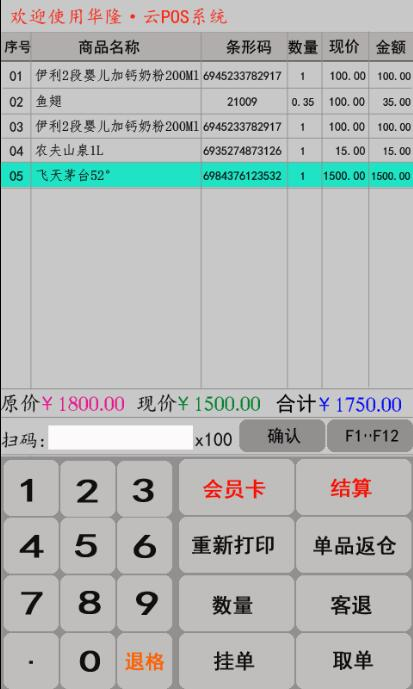 欢迎使用华隆·云POS系统
序号 商品名称 条形码 数量 现价 金额
01 伊利2段婴儿加钙奶粉200Ml 6945233782917 1 100.00 100.00
02 鱼翅 21009 0.35 100.00 35.00
03 伊利2段婴儿加钙奶粉200Ml 6945233782917 1 100.00 100.00
04 农夫山泉1L 6935274873126 1 15.00 15.00
05 飞天茅台52° 6984376123532 1 1500.00 1500.00
原价￥1800.00 现价￥1500.00 合计￥1750.00
扫码: x100 确认 F1··F12
1 2 3 会员卡 结算
4 5 6 重新打印 单品返仓
7 8 9 数量 客退
· 0 退格 挂单 取单